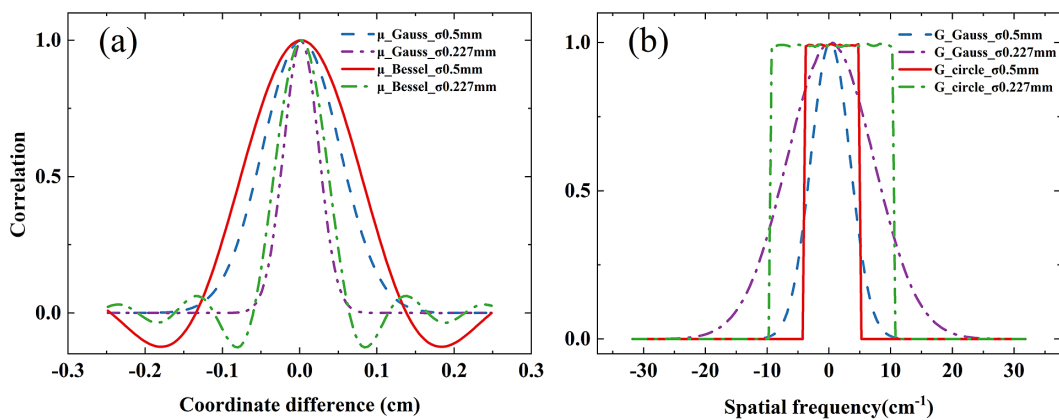 (a)
μ_Gauss_σ0.5mm
μ_Gauss_σ0.227mm
μ_Bessel_σ0.5mm
μ_Bessel_σ0.227mm
1.0
0.5
0.0
Correlation
-0.3 -0.2 -0.1 0.0 0.1 0.2 0.3
Coordinate difference (cm)
(b)
G_Gauss_σ0.5mm
G_Gauss_σ0.227mm
G_circle_σ0.5mm
G_circle_σ0.227mm
1.0
0.5
0.0
-30 -20 -10 0 10 20 30
Spatial frequency(cm⁻¹)